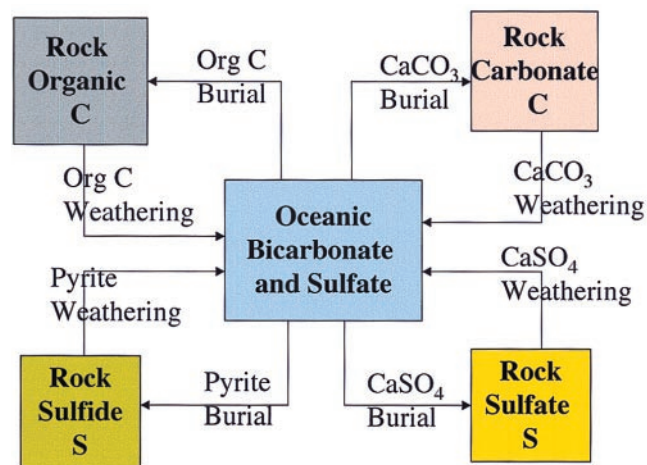 Rock
Organic
C
Org C
Burial
CaCO₃
Burial
Rock
Carbonate
C
Org C
Weathering
CaCO₃
Weathering
Oceanic
Bicarbonate
and Sulfate
Pyrite
Weathering
CaSO₄
Weathering
Rock
Sulfide
S
Pyrite
Burial
CaSO₄
Burial
Rock
Sulfate
S